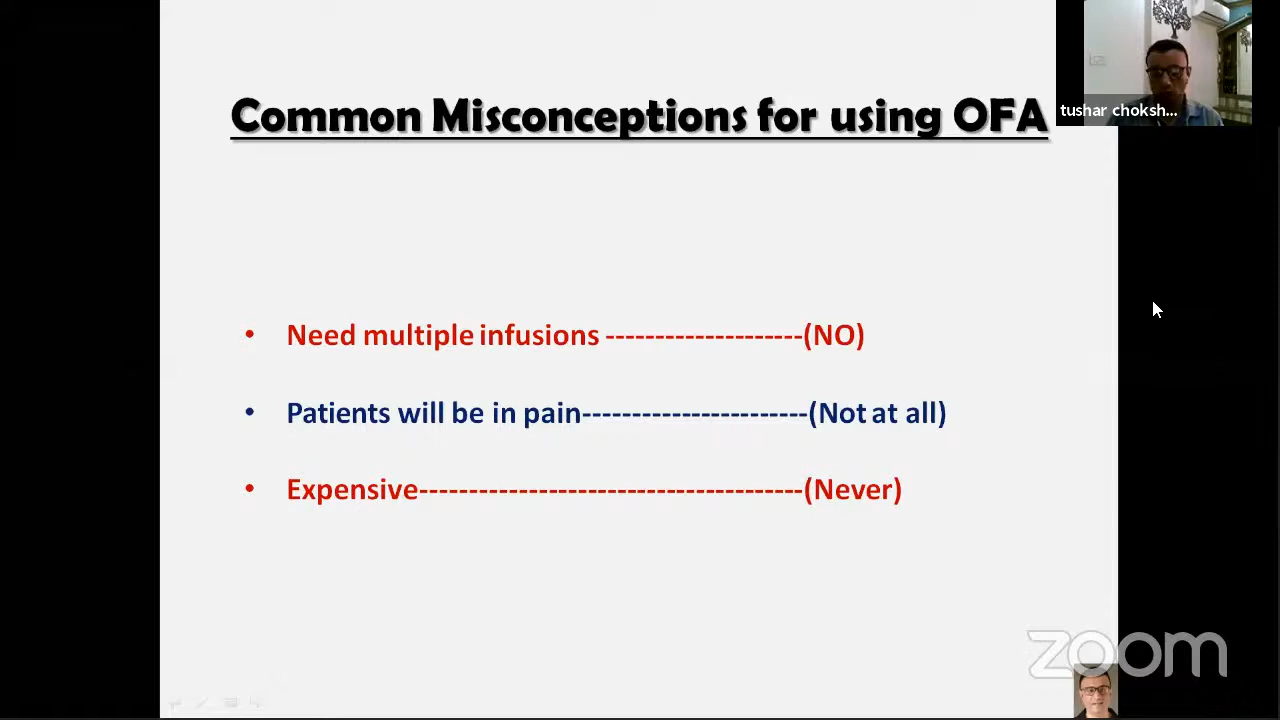 Common Misconceptions for using OFA
tushar choksh...
• Need multiple infusions --------------------(NO)
• Patients will be in pain-----------------------(Not at all)
• Expensive---------------------------------------(Never)
zoom